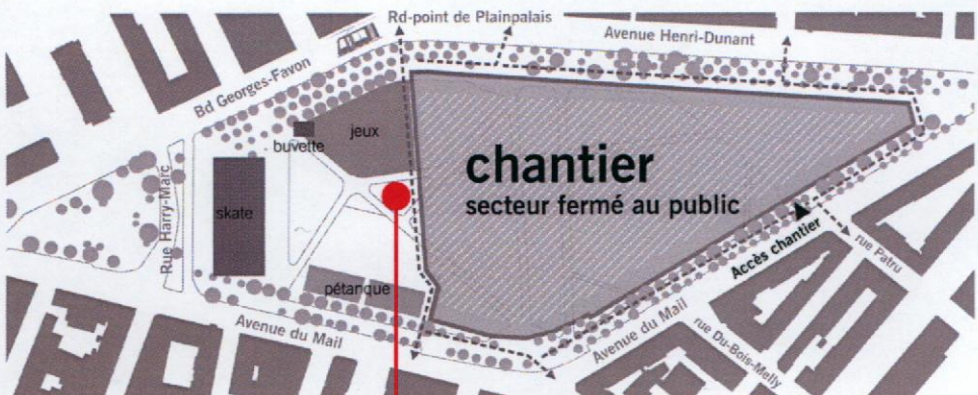 Rd-point de Plainpalais
Avenue Henri-Dunant
Bd Georges-Favon
jeux
buvette
chantier
secteur fermé au public
skate
Rue Harry-Marc
pétanque
Accès chantier
rue Patru
Avenue du Mail
Avenue du Mail
rue Du-Bois-Melly